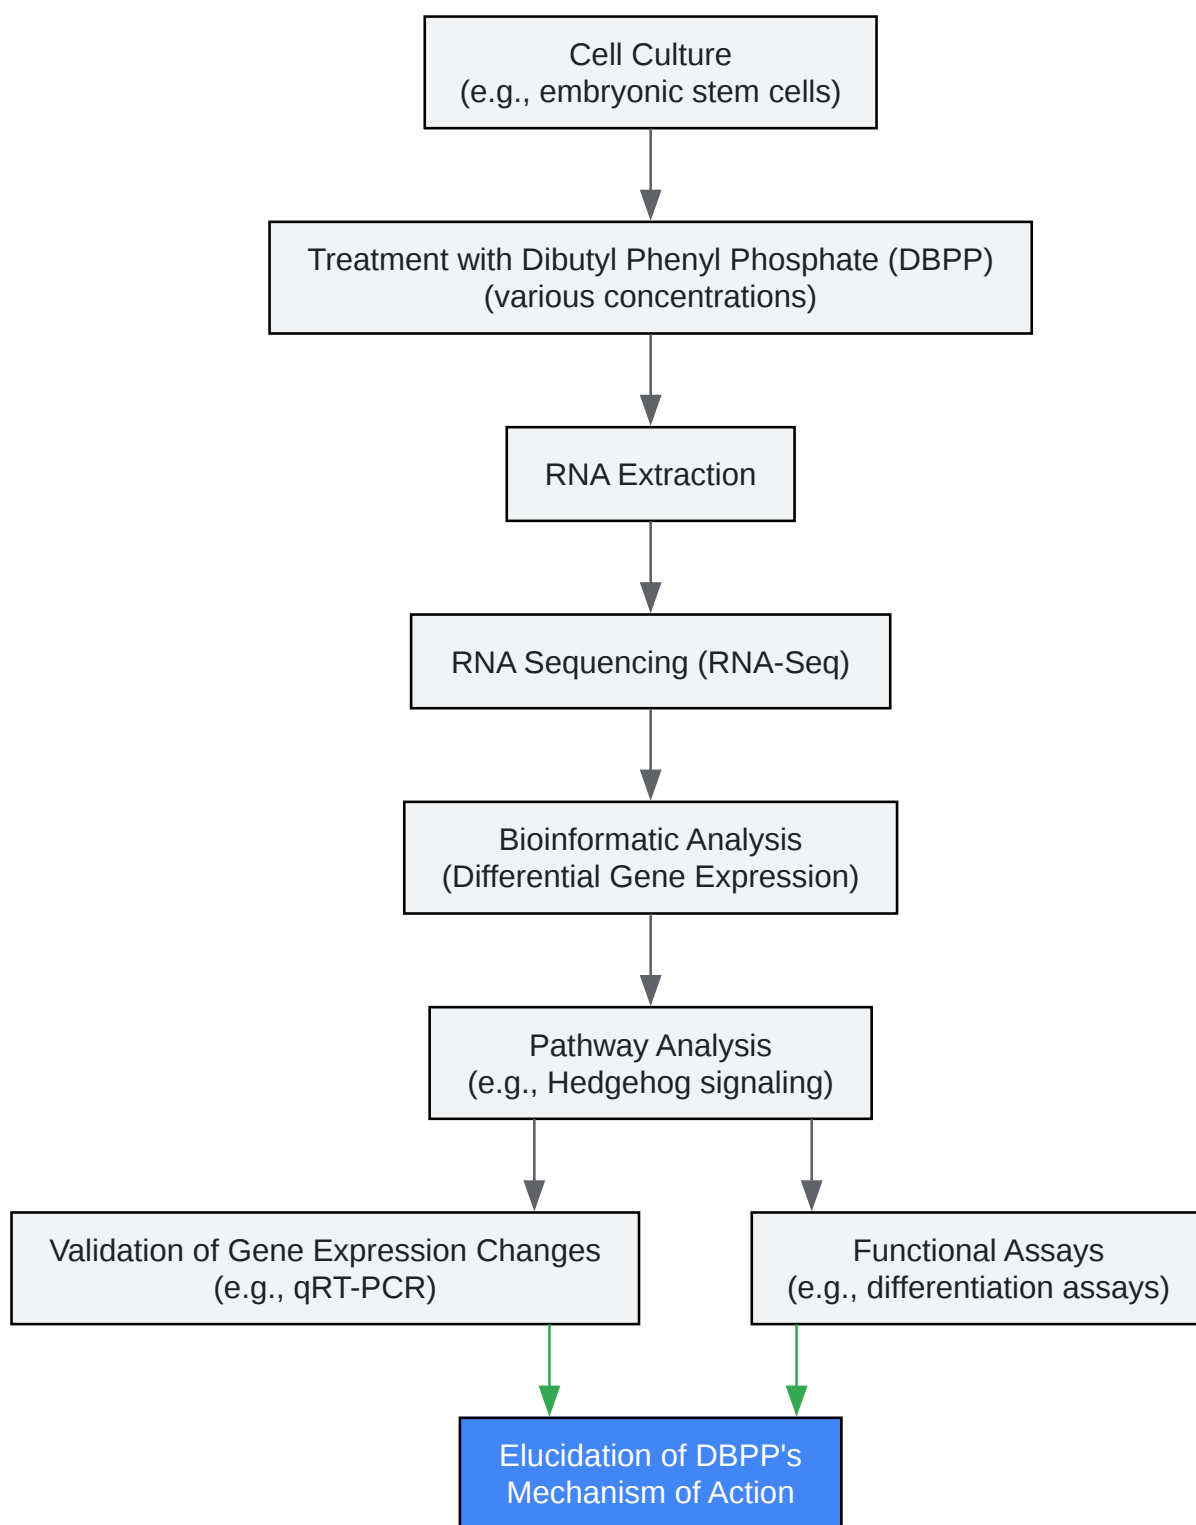 Cell Culture
(e.g., embryonic stem cells)
Treatment with Dibutyl Phenyl Phosphate (DBPP)
(various concentrations)
RNA Extraction
RNA Sequencing (RNA-Seq)
Bioinformatic Analysis
(Differential Gene Expression)
Pathway Analysis
(e.g., Hedgehog signaling)
Validation of Gene Expression Changes
(e.g., qRT-PCR)
Functional Assays
(e.g., differentiation assays)
Elucidation of DBPP's
Mechanism of Action